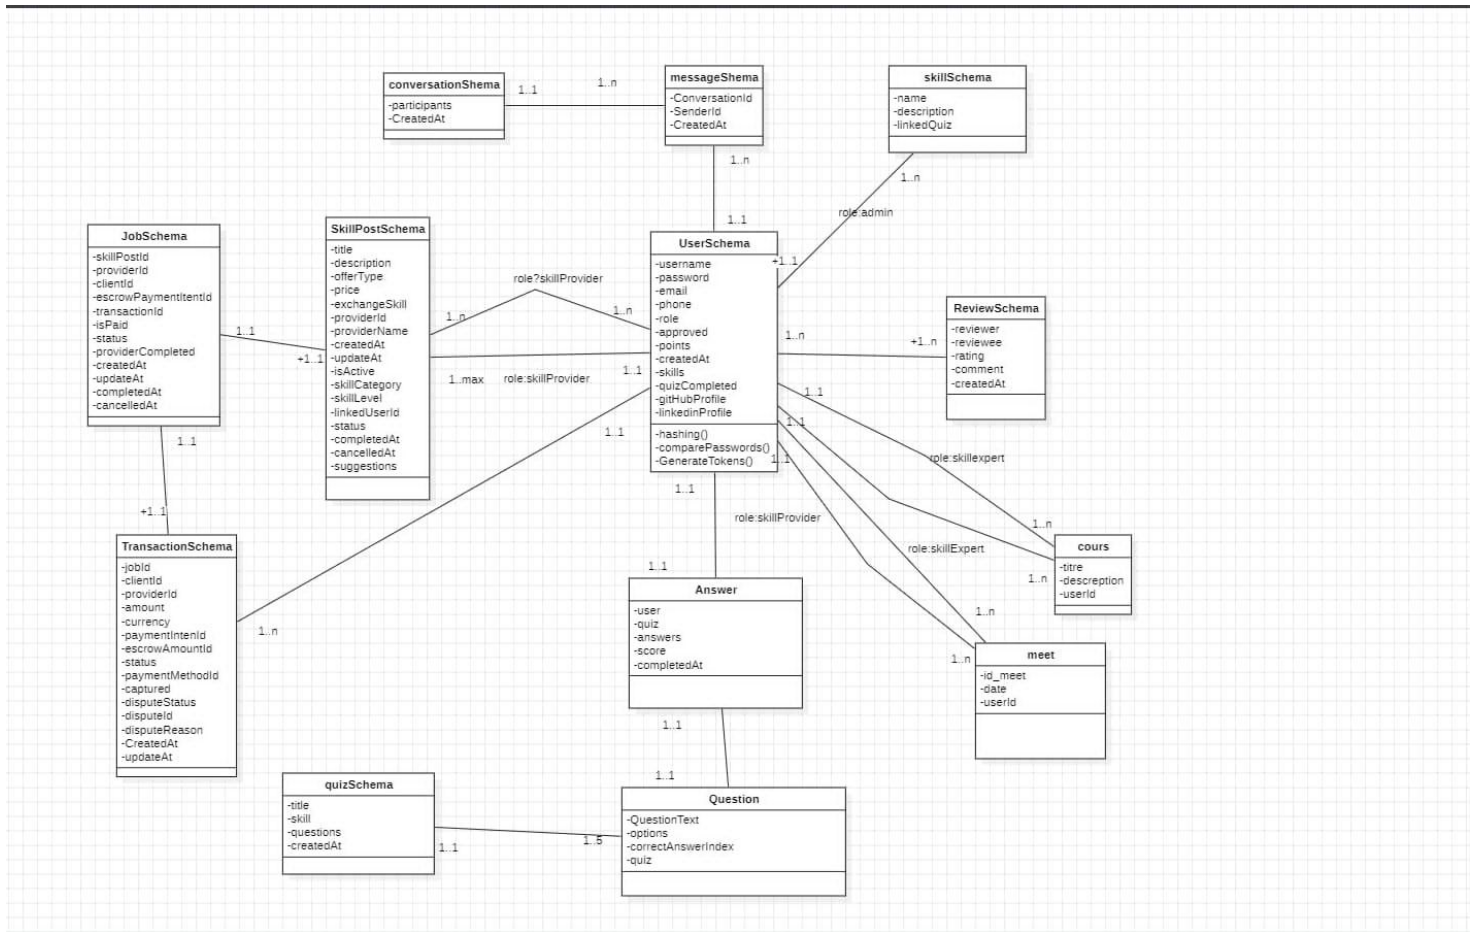 conversationShema
-participants
-CreatedAt
1..1
1..n
messageShema
-ConversationId
-SenderId
-CreatedAt
1..n
1..1
skillSchema
-name
-description
-linkedQuiz
1..n
role:admin
+1..1
JobSchema
-skillPostId
-providerId
-clientId
-escrowPaymentItentId
-transactionId
-isPaid
-status
-providerCompleted
-createdAt
-updateAt
-completedAt
-cancelledAt
1..1
+1..1
1..1
+1..1
SkillPostSchema
-title
-description
-offerType
-price
-exchangeSkill
-providerId
-providerName
-createdAt
-updateAt
-isActive
-skillCategory
-skillLevel
-linkedUserId
-status
-completedAt
-cancelledAt
-suggestions
role?skillProvider
1..n
1..n
1..max
role:skillProvider
1..1
UserSchema
-username
-password
-email
-phone
-role
-approved
-points
-createdAt
-skills
-quizCompleted
-gitHubProfile
-linkedinProfile
-hashing()
-comparePasswords()
-GenerateTokens()
1..n
+1..n
ReviewSchema
-reviewer
-reviewee
-rating
-comment
-createdAt
1..1
1..1
1..1
1..1
1..1
role:skillexpert
role:skillProvider
role:skillExpert
1..n
1..n
cours
-titre
-descreption
-userId
1..n
1..n
meet
-id_meet
-date
-userId
TransactionSchema
-jobId
-clientId
-providerId
-amount
-currency
-paymentIntenId
-escrowAmountId
-status
-paymentMethodId
-captured
-disputeStatus
-disputeId
-disputeReason
-CreatedAt
-updateAt
1..n
1..1
Answer
-user
-quiz
-answers
-score
-completedAt
1..1
1..1
quizSchema
-title
-skill
-questions
-createdAt
1..1
1..5
Question
-QuestionText
-options
-correctAnswerIndex
-quiz